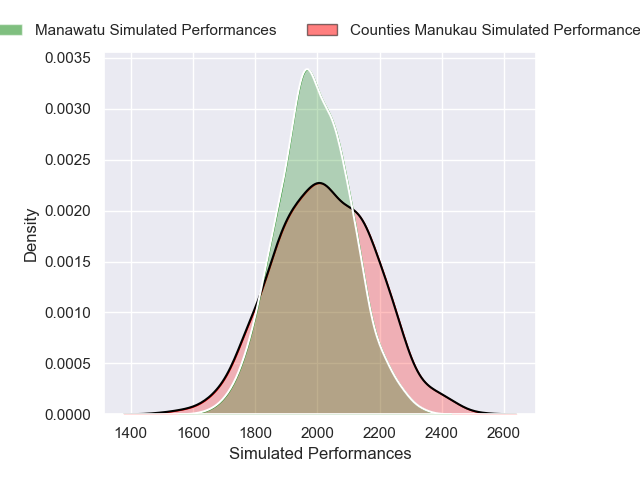 Manawatu Simulated Performances
Counties Manukau Simulated Performance
0.0035
0.0030
0.0025
0.0020
0.0015
0.0010
0.0005
0.0000
Density
1400 1600 1800 2000 2200 2400 2600
Simulated Performances